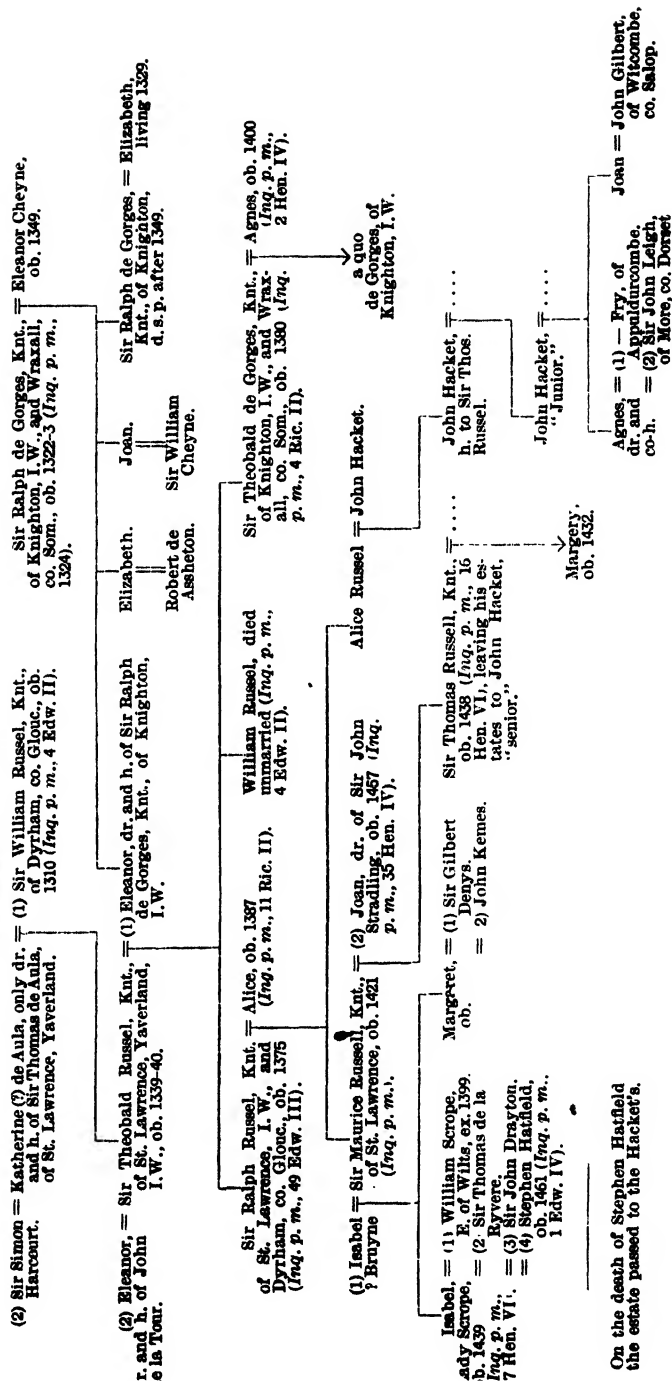 (2) Sir Simon = Katherine (?) de Aula, only dr. = (1) Sir William Russel, Knt.,
Harcourt. and h. of Sir Thomas de Aula, of Dyrham, co. Glouc., ob.
of St. Lawrence, Yaverland. 1310 (Inq. p. m., 4 Edw. II).
Sir Ralph de Gorges, Knt., = Eleanor Cheyne,
of Knighton, I.W., and Wraxall, ob. 1349.
co. Som., ob. 1322-3 (Inq. p. m.,
1324).
(2) Eleanor, = Sir Theobald Russel, Knt., = (1) Eleanor, dr. and h. of Sir Ralph
r. and h. of John of St. Lawrence, Yaverland, de Gorges, Knt., of Knighton,
e la Tour. I.W., ob. 1339-40. I.W.
Elizabeth.
Robert de
Assheton.
Joan.
Sir William
Cheyne.
Sir Ralph de Gorges, = Elizabeth,
Knt., of Knighton, living 1329.
d. s. p. after 1349.
Sir Ralph Russel, Knt. = Alice, ob. 1387
of St. Lawrence, I.W., and (Inq. p. m., 11 Ric. II).
Dyrham, co Glouc., ob. 1375
(Inq. p. m., 49 Edw. III).
William Russel, died
unmarried (Inq. p. m.,
4 Edw. II).
Sir Theobald de Gorges, Knt., = Agnes, ob. 1400
of Knighton, I.W., and Wrax- (Inq. p. m.,
all, co. Som., ob. 1380 (Inq. 2 Hen. IV).
p. m., 4 Ric. II).
a quo
de Gorges, of
Knighton, I.W.
(1) Isabel = Sir Maurice Russell, Knt., = (2) Joan, dr. of Sir John
? Bruyne of St. Lawrence, ob. 1421 Stradling, ob. 1457 (Inq.
(Inq. p. m.). p. m., 35 Hen. IV).
Alice Russel = John Hacket.
Isabel, = (1) William Scrope,
ady Scrope, E. of Wilts, ex. 1399.
b. 1439 = (2) Sir Thomas de la
nq. p. m., Ryvere.
7 Hen. VI). = (3) Sir John Drayton.
= (4) Stephen Hatfield,
ob. 1461 (Inq. p. m.,
1 Edw. IV).
Margeret, = (1) Sir Gilbert
ob. Denys.
= 2) John Kemes.
Sir Thomas Russell, Knt., = . . . .
ob. 1438 (Inq. p. m., 16
Hen. VI), leaving his es-
tates to John Hacket,
"senior."
Margery.
ob. 1432.
John Hacket, = . . . .
h. to Sir Thos.
Russel.
John Hacket, = . . . .
"Junior."
Agnes, = (1) — Fry, of
dr. and Appuldurcombe.
co-h. = (2) Sir John Leigh,
of More, co. Dorset
Joan = John Gilbert,
of Witcombe,
co. Salop.
On the death of Stephen Hatfield
the estate passed to the Hacket's.